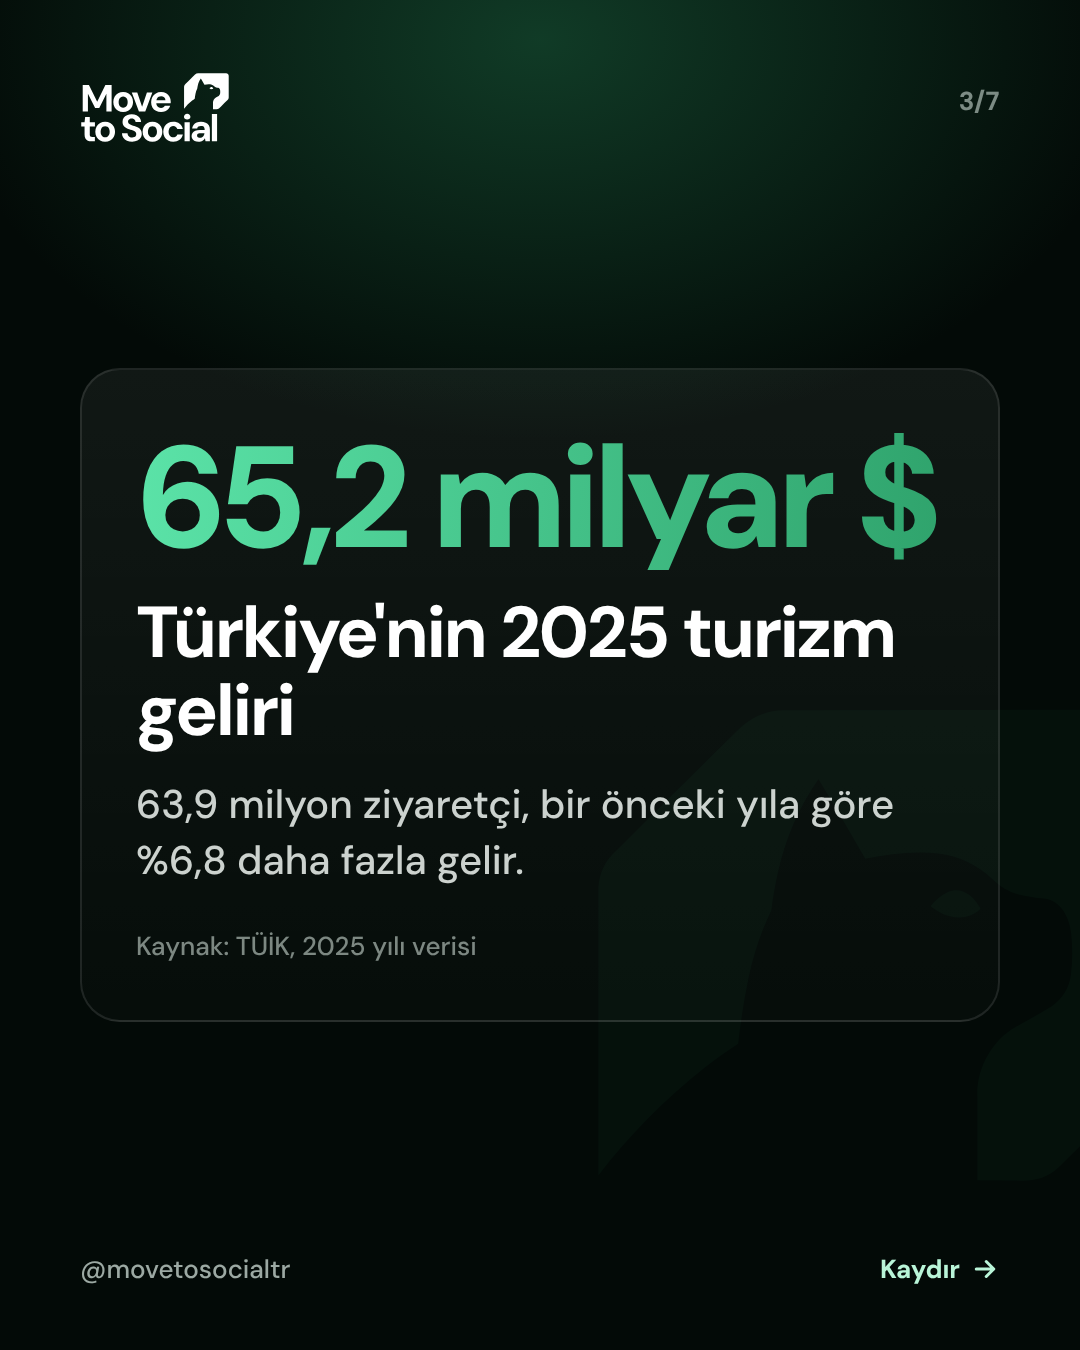 Move
to Social
3/7
65,2 milyar $
Türkiye'nin 2025 turizm
geliri
63,9 milyon ziyaretçi, bir önceki yıla göre
%6,8 daha fazla gelir.
Kaynak: TÜİK, 2025 yılı verisi
@movetosocialtr
Kaydır →